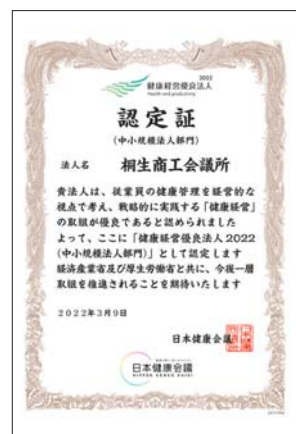 2022
健康経営優良法人
Health and productivity
認定証
(中小規模法人部門)
法人名 桐生商工会議所
貴法人は、従業員の健康管理を経営的な
視点で考え、戦略的に実践する「健康経営」
の取組が優良であると認められました
よって、ここに「健康経営優良法人2022
(中小規模法人部門)」として認定します
経済産業省及び厚生労働省と共に、今後一層
取組を推進されることを期待いたします
2022年3月9日
日本健康会議
日本健康会議
NIPPON KENKO KAIGI